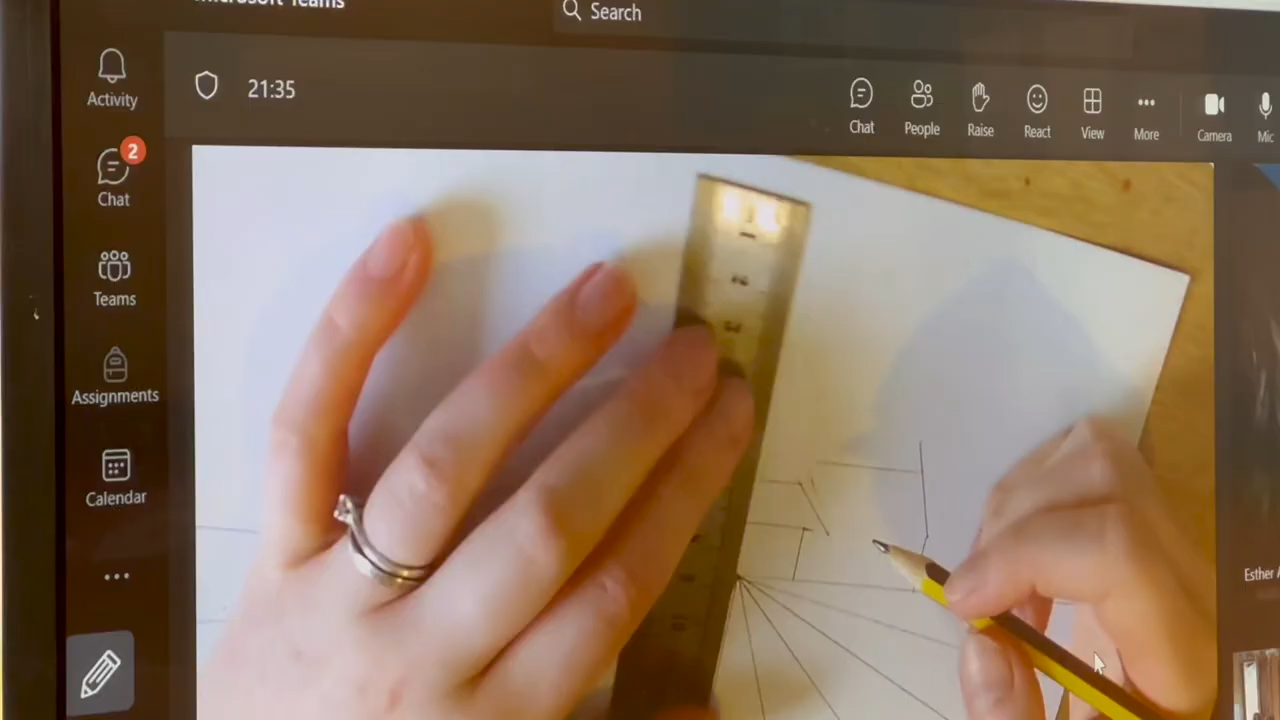 Microsoft Teams
Search
21:35
Activity
Chat
2
Teams
Assignments
Calendar
Chat
People
Raise
React
View
More
Camera
Mic
Esther